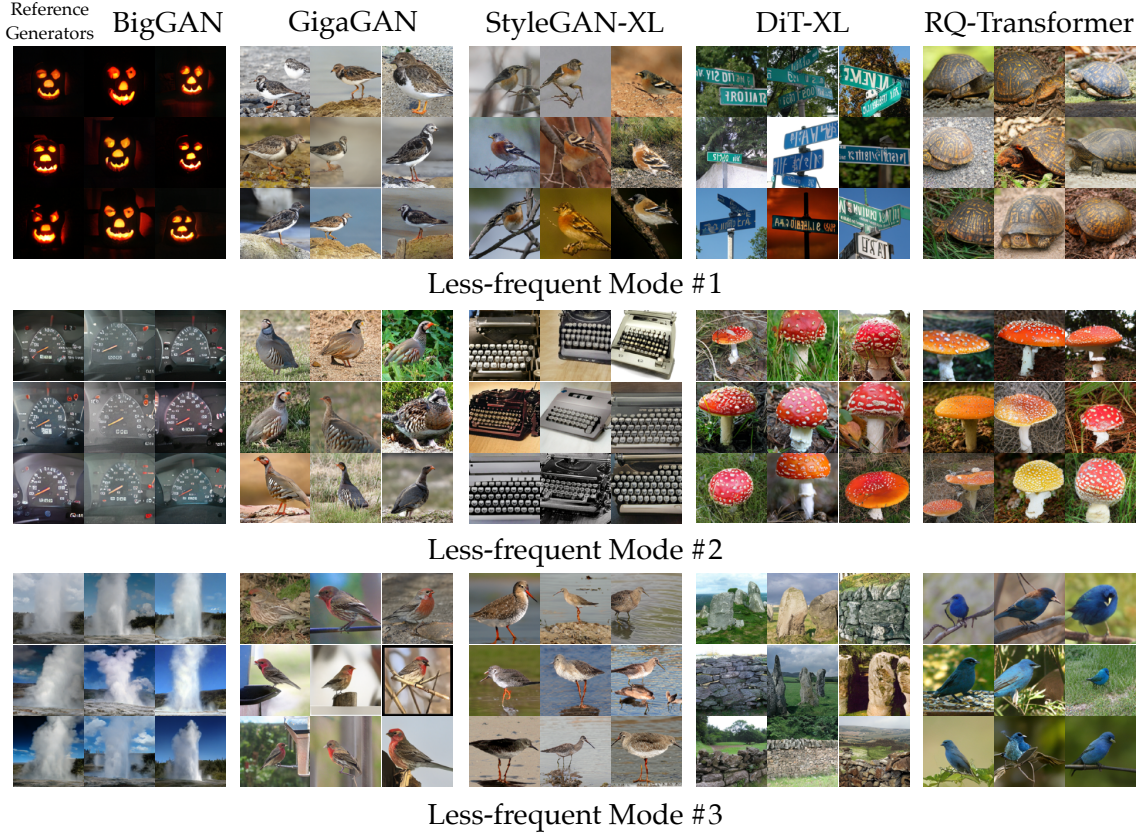 Reference
Generators
BigGAN
GigaGAN
StyleGAN-XL
DiT-XL
RQ-Transformer
Less-frequent Mode #1
Less-frequent Mode #2
Less-frequent Mode #3